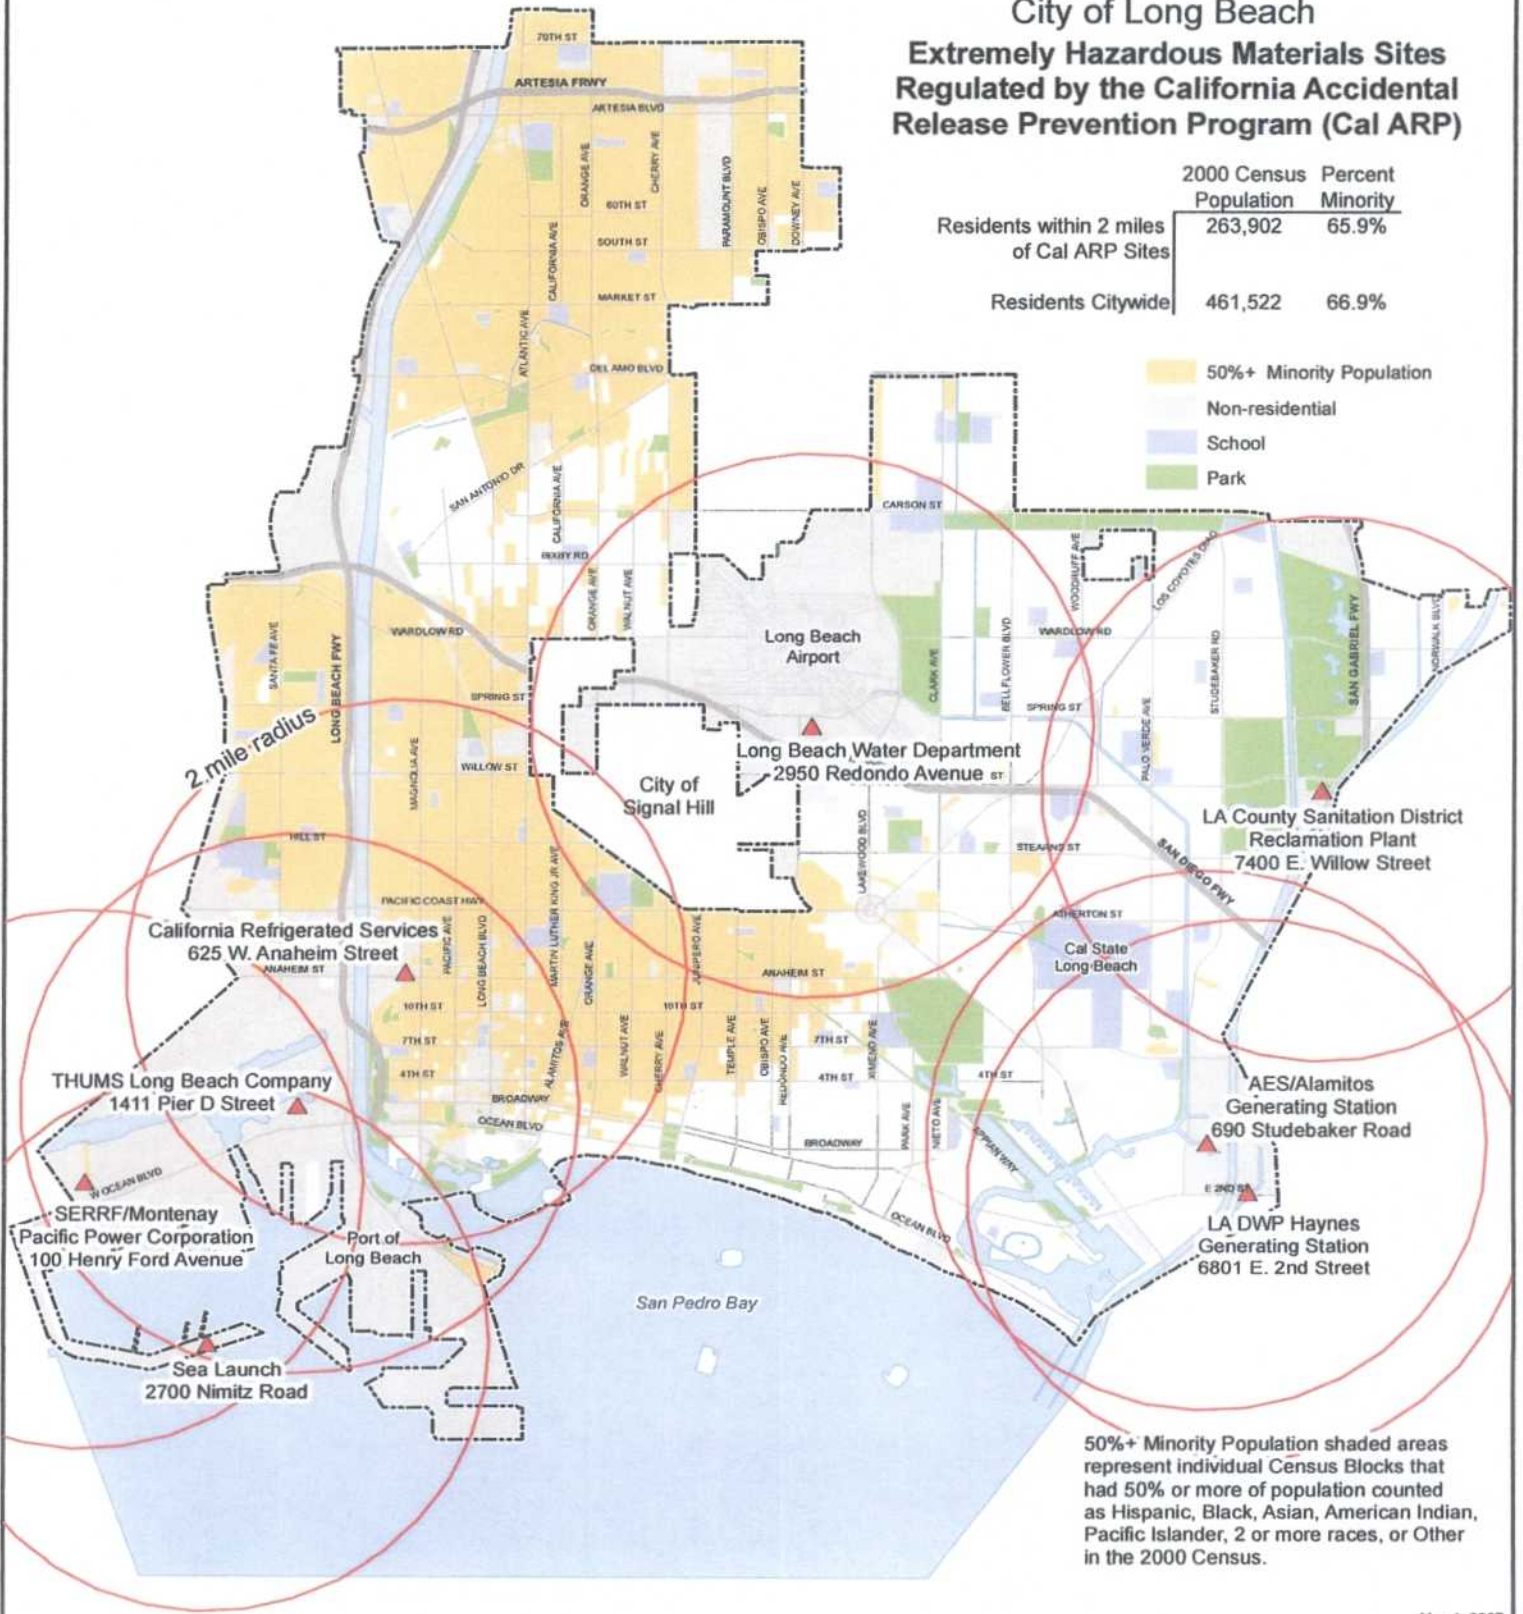 City of Long Beach
Extremely Hazardous Materials Sites
Regulated by the California Accidental
Release Prevention Program (Cal ARP)
2000 Census Percent
Population Minority
Residents within 2 miles 263,902 65.9%
of Cal ARP Sites
Residents Citywide 461,522 66.9%
50%+ Minority Population
Non-residential
School
Park
70TH ST
ARTESIA FRWY
ARTESIA BLVD
ORANGE AVE
CHERRY AVE
PARAMOUNT BLVD
OBISPO AVE
DOWNEY AVE
60TH ST
SOUTH ST
CALIFORNIA AVE
MARKET ST
ATLANTIC AVE
DEL AMO BLVD
SAN ANTONIO DR
CALIFORNIA AVE
CARSON ST
BIXBY RD
ORANGE AVE
WALNUT AVE
WOODRUFF AVE
LOS COYOTES DIAG
SANTA FE AVE
LONG BEACH FWY
WARDLOW RD
Long Beach
Airport
CLARK AVE
BELLFLOWER BLVD
WARDLOW RD
STUDEBAKER RD
SAN GABRIEL FWY
NORWALK BLVD
SPRING ST
SPRING ST
PALO VERDE AVE
2 mile radius
MAGNOLIA AVE
WILLOW ST
City of
Signal Hill
Long Beach Water Department
2950 Redondo Avenue ST
LA County Sanitation District
Reclamation Plant
7400 E. Willow Street
HILL ST
LAKEWOOD BLVD
STEARNS ST
SAN DIEGO FWY
PACIFIC COAST HWY
MARTIN LUTHER KING JR AVE
ATHERTON ST
California Refrigerated Services
625 W. Anaheim Street
ANAHEIM ST
PACIFIC AVE
LONG BEACH BLVD
ORANGE AVE
JUNIPERO AVE
ANAHEIM ST
Cal State
Long Beach
10TH ST
10TH ST
7TH ST
4TH ST
ALAMITOS AVE
WALNUT AVE
CHERRY AVE
TEMPLE AVE
OBISPO AVE
REDONDO AVE
7TH ST
4TH ST
XIMENO AVE
4TH ST
THUMS Long Beach Company
1411 Pier D Street
BROADWAY
OCEAN BLVD
BROADWAY
PARK AVE
NIETO AVE
APPIAN WAY
AES/Alamitos
Generating Station
690 Studebaker Road
W OCEAN BLVD
E 2ND ST
SERRF/Montenay
Pacific Power Corporation
100 Henry Ford Avenue
Port of
Long Beach
OCEAN BLVD
LA DWP Haynes
Generating Station
6801 E. 2nd Street
San Pedro Bay
Sea Launch
2700 Nimitz Road
50%+ Minority Population shaded areas
represent individual Census Blocks that
had 50% or more of population counted
as Hispanic, Black, Asian, American Indian,
Pacific Islander, 2 or more races, or Other
in the 2000 Census.